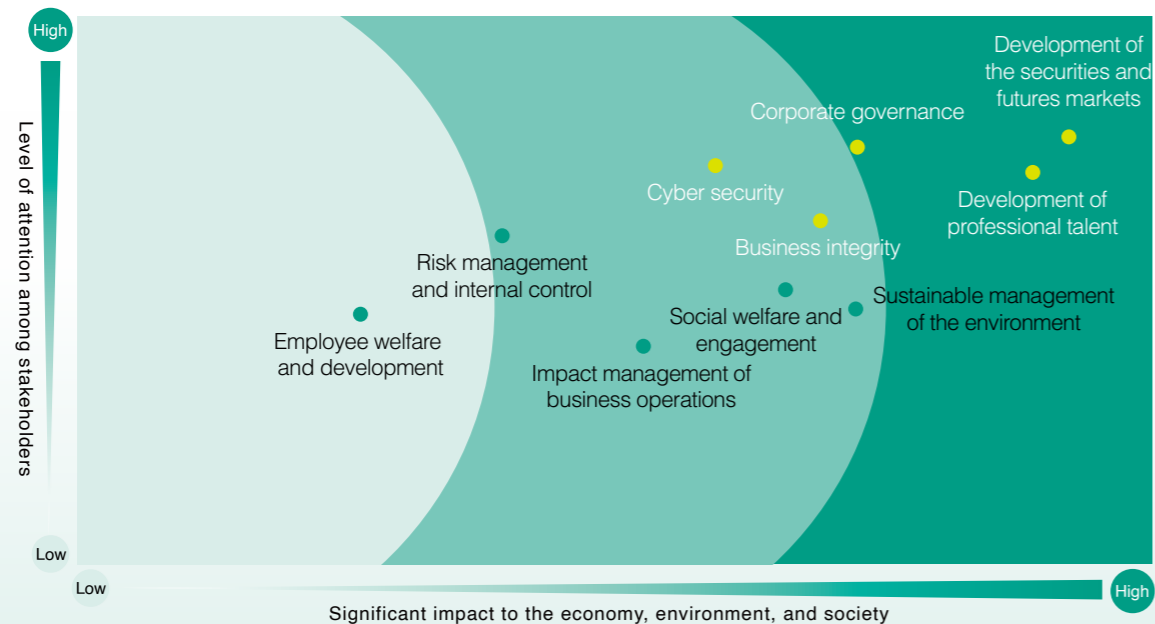 High
Level of attention among stakeholders
Low
Development of
the securities and
futures markets
Corporate governance
Cyber security
Development of
professional talent
Business integrity
Risk management
and internal control
Sustainable management
of the environment
Social welfare and
engagement
Employee welfare
and development
Impact management of
business operations
Low
High
Significant impact to the economy, environment, and society